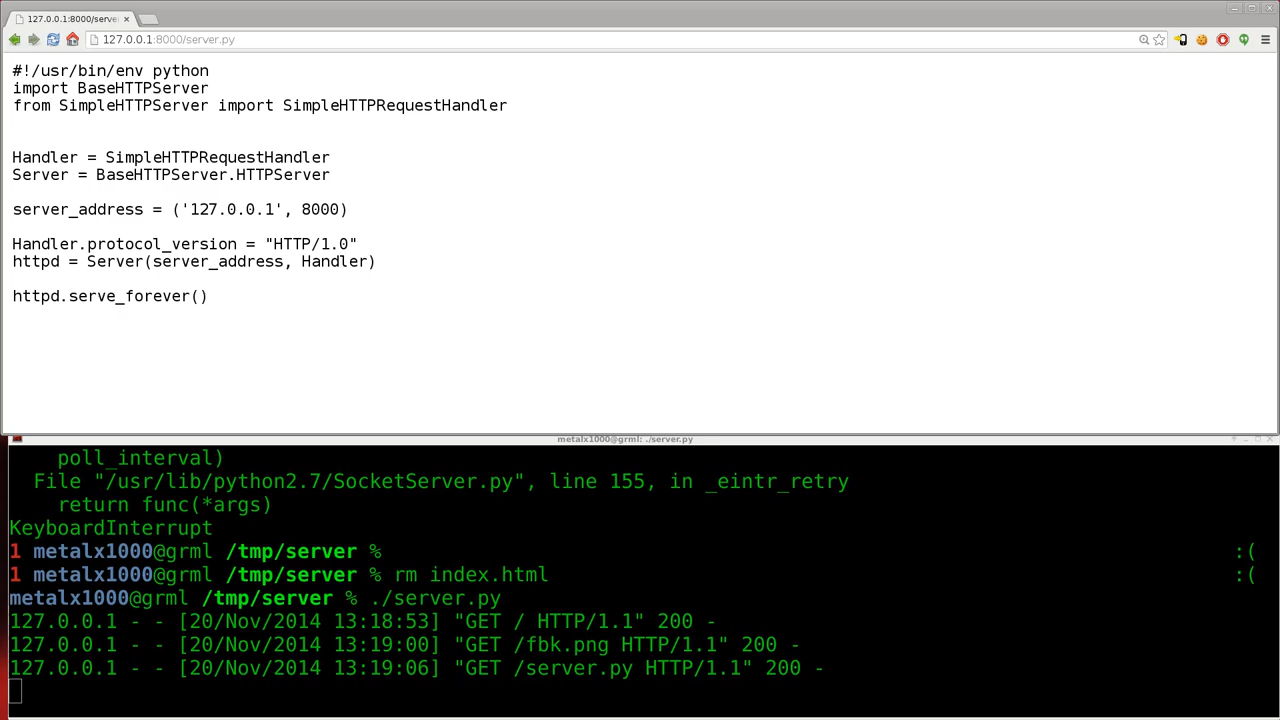 127.0.0.1:8000/serve
127.0.0.1:8000/server.py
#!/usr/bin/env python
import BaseHTTPServer
from SimpleHTTPServer import SimpleHTTPRequestHandler
Handler = SimpleHTTPRequestHandler
Server = BaseHTTPServer.HTTPServer
server_address = ('127.0.0.1', 8000)
Handler.protocol_version = "HTTP/1.0"
httpd = Server(server_address, Handler)
httpd.serve_forever()
metalx1000@grml: ./server.py
poll_interval)
File "/usr/lib/python2.7/SocketServer.py", line 155, in _eintr_retry
return func(*args)
KeyboardInterrupt
1 metalx1000@grml /tmp/server % :(
1 metalx1000@grml /tmp/server % rm index.html :(
metalx1000@grml /tmp/server % ./server.py
127.0.0.1 - - [20/Nov/2014 13:18:53] "GET / HTTP/1.1" 200 -
127.0.0.1 - - [20/Nov/2014 13:19:00] "GET /fbk.png HTTP/1.1" 200 -
127.0.0.1 - - [20/Nov/2014 13:19:06] "GET /server.py HTTP/1.1" 200 -